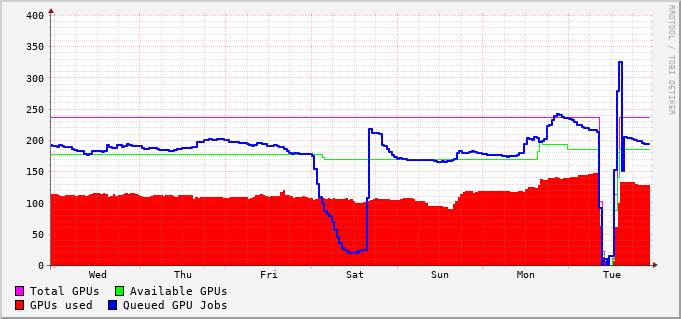 400
350
300
250
200
150
100
50
0
Wed Thu Fri Sat Sun Mon Tue
Total GPUs Available GPUs
GPUs used Queued GPU Jobs
RRDTOOL / TOBI OETIKER